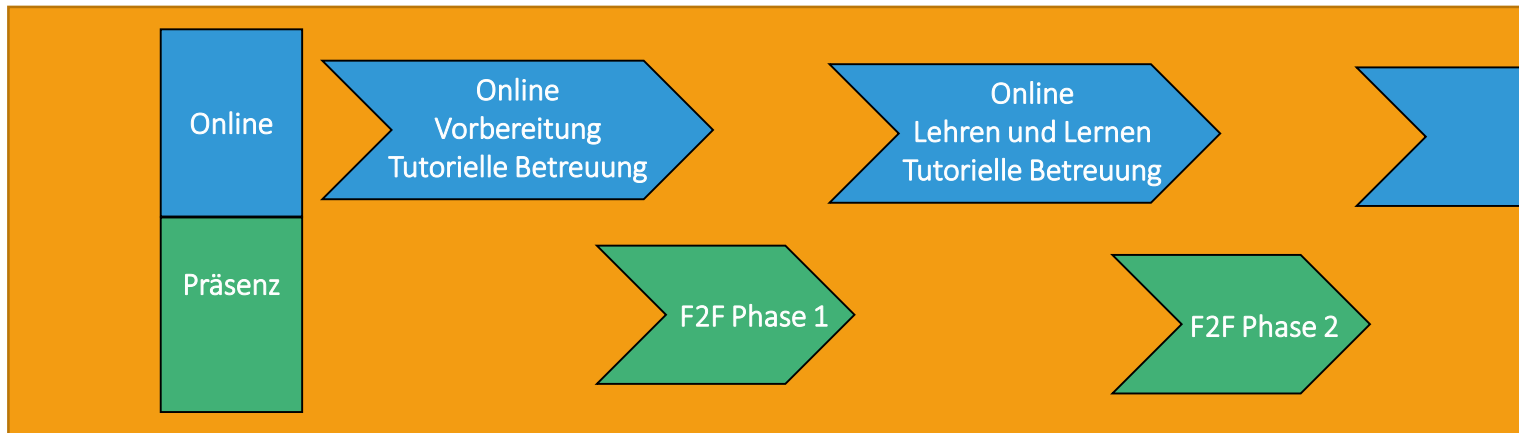 Online
Präsenz
Online
Vorbereitung
Tutorielle Betreuung
F2F Phase 1
Online
Lehren und Lernen
Tutorielle Betreuung
F2F Phase 2